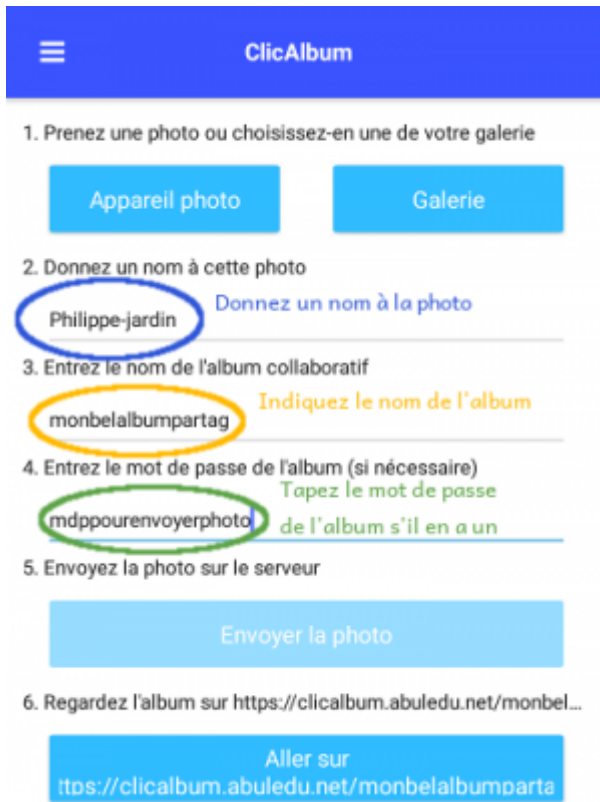 ClicAlbum
1. Prenez une photo ou choisissez-en une de votre galerie
Appareil photo Galerie
2. Donnez un nom à cette photo
Philippe-jardin Donnez un nom à la photo
3. Entrez le nom de l'album collaboratif
monbelalbumpartag Indiquez le nom de l'album
4. Entrez le mot de passe de l'album (si nécessaire)
Tapez le mot de passe
mdppourenvoyerphoto de l'album s'il en a un
5. Envoyez la photo sur le serveur
Envoyer la photo
6. Regardez l'album sur https://clicalbum.abuledu.net/monbel...
Aller sur
ttps://clicalbum.abuledu.net/monbelalbumparta